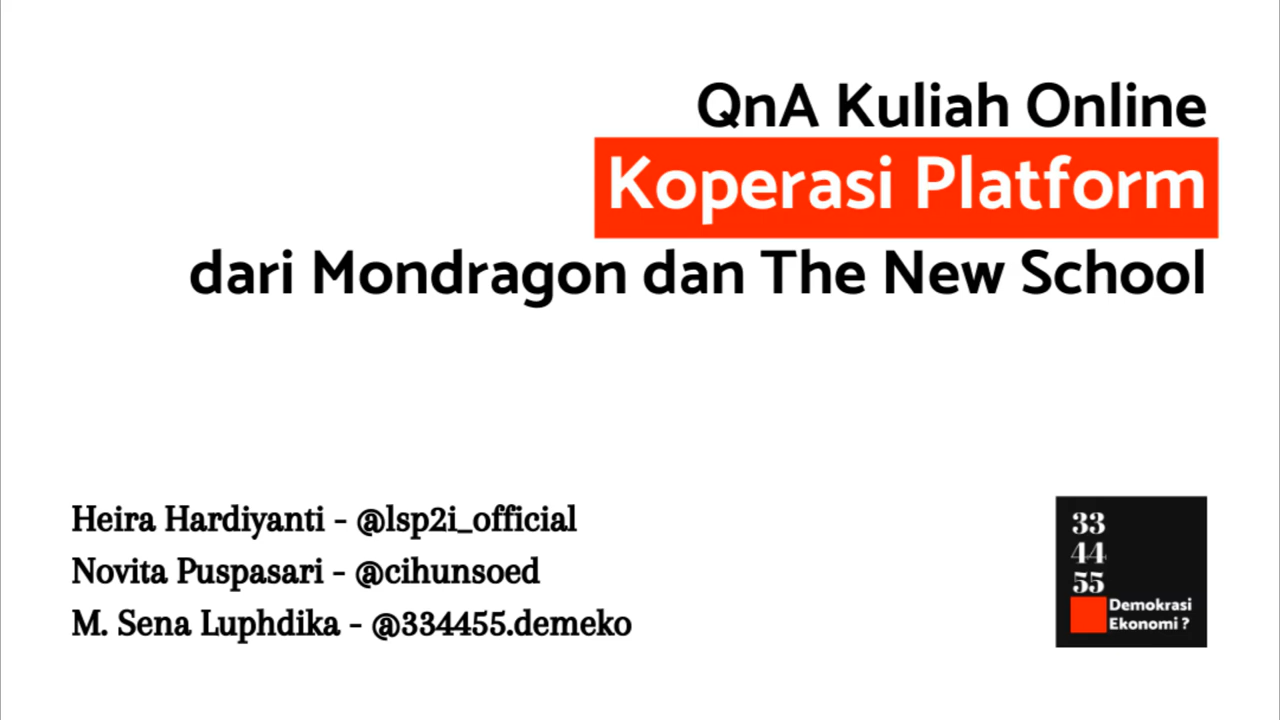 QnA Kuliah Online
Koperasi Platform
dari Mondragon dan The New School
Heira Hardiyanti - @lsp2i_official
Novita Puspasari - @cihunsoed
M. Sena Luphdika - @334455.demeko
33
44
55
Demokrasi
Ekonomi ?